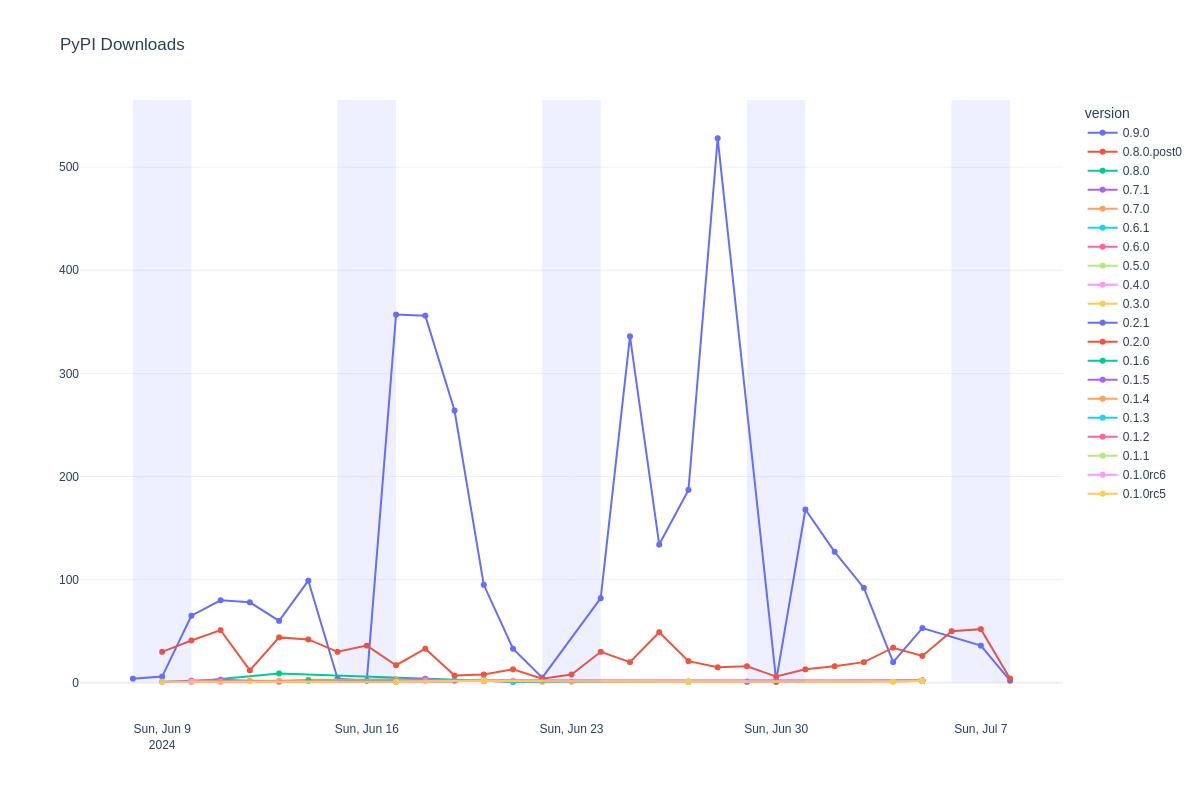 PyPI Downloads
version
0.9.0
0.8.0.post0
0.8.0
0.7.1
0.7.0
0.6.1
0.6.0
0.5.0
0.4.0
0.3.0
0.2.1
0.2.0
0.1.6
0.1.5
0.1.4
0.1.3
0.1.2
0.1.1
0.1.0rc6
0.1.0rc5
500
400
300
200
100
0
Sun, Jun 9
2024
Sun, Jun 16
Sun, Jun 23
Sun, Jun 30
Sun, Jul 7